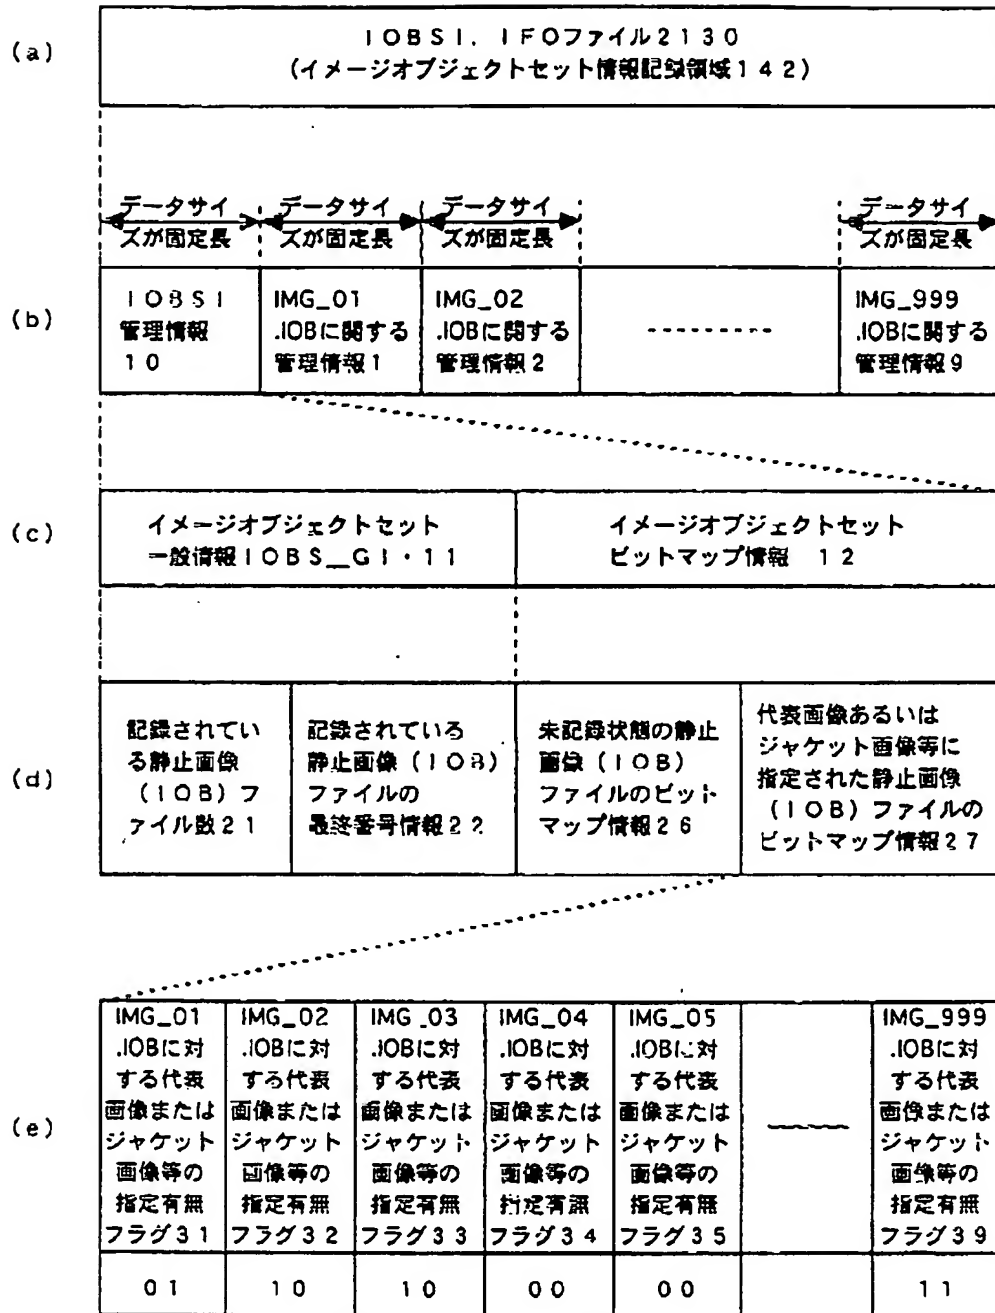 (a)
IOBSI. IFOファイル2130
(イメージオブジェクトセット情報記録領域142)
データサイ
ズが固定長
データサイ
ズが固定長
データサイ
ズが固定長
データサイ
ズが固定長
(b)
IOBSI
管理情報
10
IMG_01
.IOBに関する
管理情報1
IMG_02
.IOBに関する
管理情報2
IMG_999
.IOBに関する
管理情報9
(c)
イメージオブジェクトセット
一般情報IOBS_GI・11
イメージオブジェクトセット
ビットマップ情報 12
(d)
記録されてい
る静止画像
(IOB)フ
ァイル数21
記録されている
静止画像(IOB)
ファイルの
最終番号情報22
未記録状態の静止
画像(IOB)
ファイルのビット
マップ情報26
代表画像あるいは
ジャケット画像等に
指定された静止画像
(IOB)ファイルの
ビットマップ情報27
(e)
IMG_01
.IOBに対
する代表
画像または
ジャケット
画像等の
指定有無
フラグ31
01
IMG_02
.IOBに対
する代表
画像または
ジャケット
画像等の
指定有無
フラグ32
10
IMG_03
.IOBに対
する代表
画像または
ジャケット
画像等の
指定有無
フラグ33
10
IMG_04
.IOBに対
する代表
画像または
ジャケット
画像等の
指定有無
フラグ34
00
IMG_05
.IOBに対
する代表
画像または
ジャケット
画像等の
指定有無
フラグ35
00
IMG_999
.IOBに対
する代表
画像または
ジャケット
画像等の
指定有無
フラグ39
11